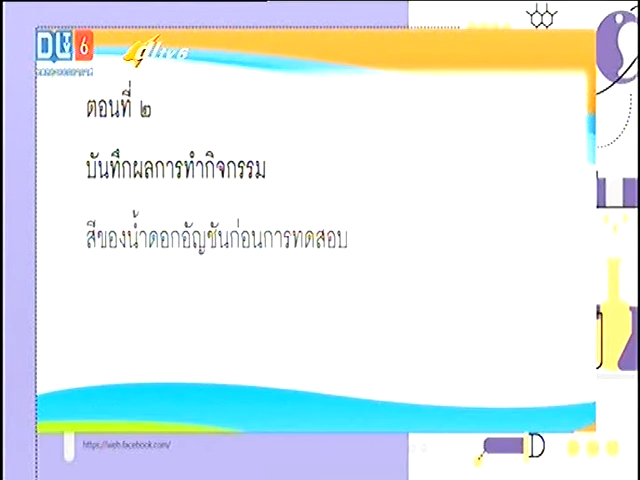 DLTV 6
Live
ตอนที่ ๒
บันทึกผลการทำกิจกรรม
สีของน้ำดอกอัญชันก่อนการทดสอบ
https://web.facebook.com/
D